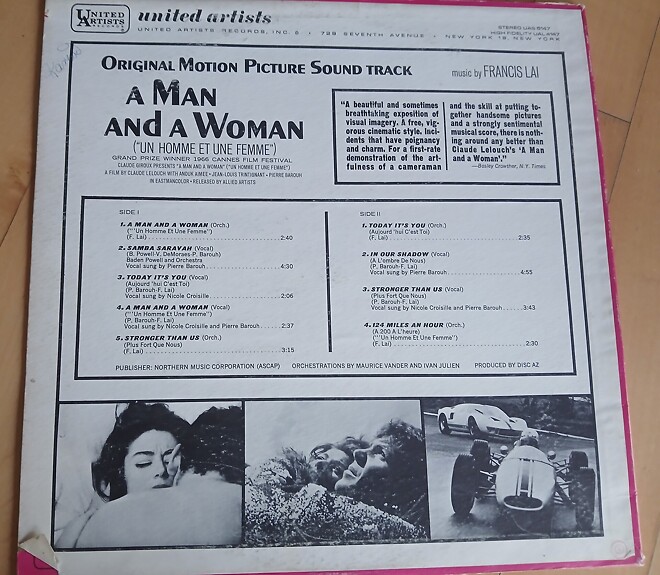 UNITED
ARTISTS
RECORDS
united artists
UNITED ARTISTS RECORDS, INC. • 729 SEVENTH AVENUE • NEW YORK 19, NEW YORK
STEREO UAS-5147
HIGH FIDELITY UAL-4147
ORIGINAL MOTION PICTURE SOUND TRACK
music by FRANCIS LAI
A MAN
AND A WOMAN
("UN HOMME ET UNE FEMME")
GRAND PRIZE WINNER 1966 CANNES FILM FESTIVAL
CLAUDE GIROUX PRESENTS "A MAN AND A WOMAN" ("UN HOMME ET UNE FEMME")
A FILM BY CLAUDE LELOUCH WITH ANOUK AIMEE • JEAN-LOUIS TRINTIGNANT • PIERRE BAROUH
IN EASTMANCOLOR • RELEASED BY ALLIED ARTISTS
"A beautiful and sometimes
breathtaking exposition of
visual imagery. A free, vig-
orous cinematic style. Inci-
dents that have poignancy
and charm. For a first-rate
demonstration of the art-
fulness of a cameraman
and the skill at putting to-
gether handsome pictures
and a strongly sentimental
musical score, there is noth-
ing around any better than
Claude Lelouch's 'A Man
and a Woman'."
—Bosley Crowther, N.Y. Times
SIDE I
1. A MAN AND A WOMAN (Orch.)
("'Un Homme Et Une Femme'')
(F. Lai) 2:40
2. SAMBA SARAVAH (Vocal)
(B. Powell-V. DeMorses-P. Barouh)
Baden Powell and Orchestra
Vocal sung by Pierre Barouh 4:30
3. TODAY IT'S YOU (Vocal)
(Aujourd 'hui C'est Toi)
(P. Barouh-F. Lai)
Vocal sung by Nicole Croisille 2:06
4. A MAN AND A WOMAN (Vocal)
("'Un Homme Et Une Femme'')
(P. Barouh-F. Lai)
Vocal sung by Nicole Croisille and Pierre Barouh 2:37
5. STRONGER THAN US (Orch.)
(Plus Fort Que Nous)
(F. Lai) 3:15
SIDE II
1. TODAY IT'S YOU (Orch.)
(Aujourd 'hui C'est Toi)
(F. Lai) 2:35
2. IN OUR SHADOW (Vocal)
(A L'ombre De Nous)
(P. Barouh-F. Lai)
Vocal sung by Pierre Barouh 4:55
3. STRONGER THAN US (Vocal)
(Plus Fort Que Nous)
(P. Barouh-F. Lai)
Vocal sung by Nicole Croisille and Pierre Barouh 3:43
4. 124 MILES AN HOUR (Orch.)
(A 200 A L'heure)
("'Un Homme Et Une Femme'')
(F. Lai) 2:30
PUBLISHER: NORTHERN MUSIC CORPORATION (ASCAP) ORCHESTRATIONS BY MAURICE VANDER AND IVAN JULIEN PRODUCED BY DISC AZ